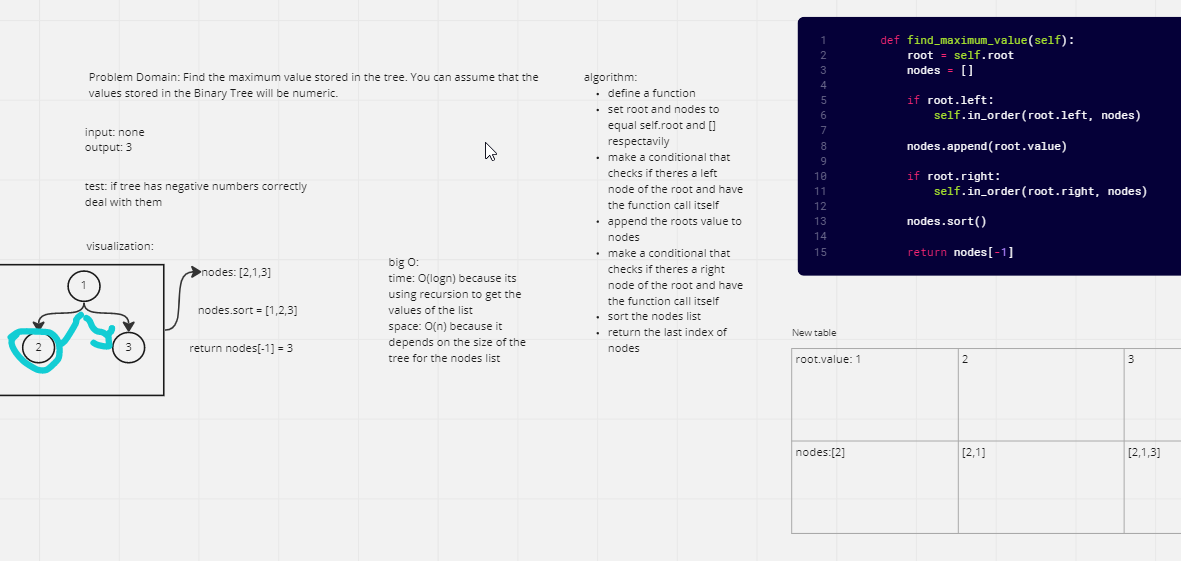 Problem Domain: Find the maximum value stored in the tree. You can assume that the
values stored in the Binary Tree will be numeric.
input: none
output: 3
test: if tree has negative numbers correctly
deal with them
visualization:
1
2
3
nodes: [2,1,3]
nodes.sort = [1,2,3]
return nodes[-1] = 3
big O:
time: O(logn) because its
using recursion to get the
values of the list
space: O(n) because it
depends on the size of the
tree for the nodes list
algorithm:
• define a function
• set root and nodes to
equal self.root and []
respectavily
• make a conditional that
checks if theres a left
node of the root and have
the function call itself
• append the roots value to
nodes
• make a conditional that
checks if theres a right
node of the root and have
the function call itself
• sort the nodes list
• return the last index of
nodes
1 def find_maximum_value(self):
2 root = self.root
3 nodes = []
4
5 if root.left:
6 self.in_order(root.left, nodes)
7
8 nodes.append(root.value)
9
10 if root.right:
11 self.in_order(root.right, nodes)
12
13 nodes.sort()
14
15 return nodes[-1]
New table
root.value: 1 2 3
nodes:[2] [2,1] [2,1,3]